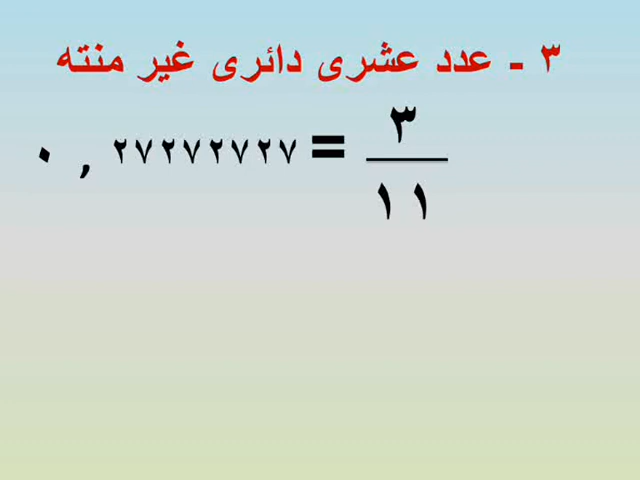 ٣ - عدد عشرى دائرى غير منته
٠ , ٢٧٢٧٢٧٢٧ = ٣
١١